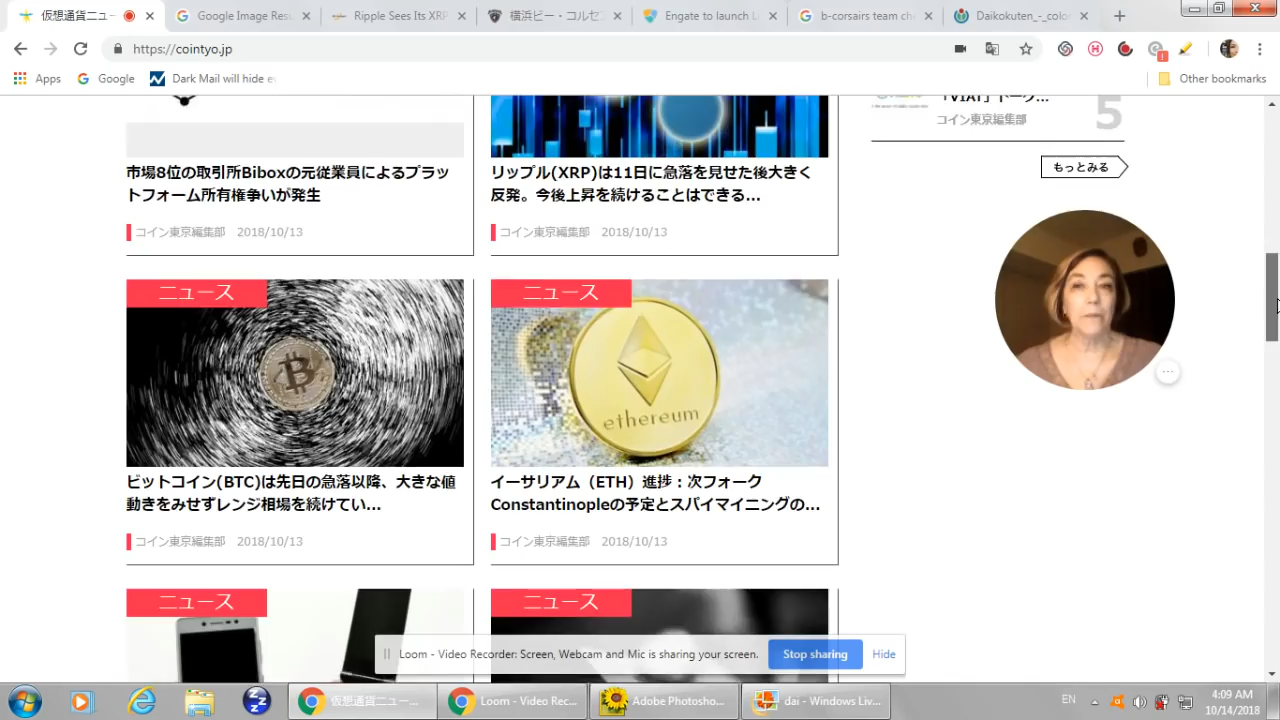 仮想通貨ニュー
Google Image Resu
Ripple Sees Its XRP
横浜ビー・コルセ
Engate to launch L
b-corsairs team ch
Daikokuten_-_colo
https://cointyo.jp
Apps
Google
Dark Mail will hide e
Other bookmarks
「VIAT」トーク...
コイン東京編集部
5
もっとみる
市場8位の取引所Biboxの元従業員によるプラッ
トフォーム所有権争いが発生
コイン東京編集部 2018/10/13
リップル(XRP)は11日に急落を見せた後大きく
反発。今後上昇を続けることはできる...
コイン東京編集部 2018/10/13
ニュース
ビットコイン(BTC)は先日の急落以降、大きな値
動きをみせずレンジ相場を続けてい...
コイン東京編集部 2018/10/13
ニュース
ethereum
イーサリアム（ETH）進捗：次フォーク
Constantinopleの予定とスパイマイニングの...
コイン東京編集部 2018/10/13
ニュース
ニュース
Loom - Video Recorder: Screen, Webcam and Mic is sharing your screen.
Stop sharing
Hide
仮想通貨ニュー...
Loom - Video Rec...
Adobe Photosho...
dai - Windows Liv...
EN
4:09 AM
10/14/2018